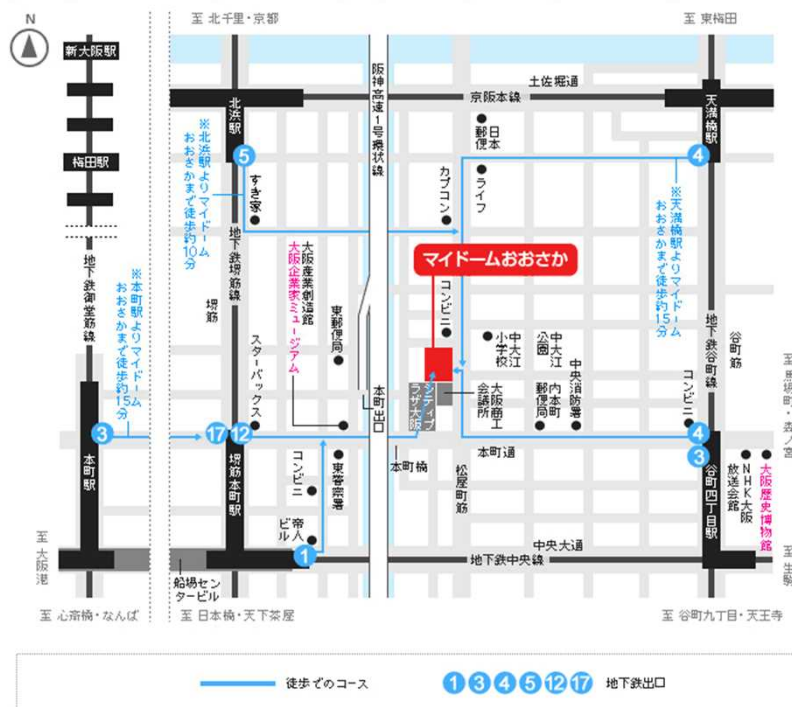 N
至 北千里・京都
至 東梅田
新大阪駅
梅田駅
北浜駅
阪神高速1号環状線
土佐堀通
京阪本線
天満橋駅
日本
郵便
ライフ
カプコン
5
4
※北浜駅よりマイドーム
おおさかまで徒歩約10分
すき家
※天満橋駅よりマイドーム
おおさかまで徒歩約15分
マイドームおおさか
地下鉄御堂筋線
※本町駅よりマイドーム
おおさかまで徒歩約15分
堺筋
地下鉄堺筋線
大阪産業創造館
大阪企業家ミュージアム
東郵便局
コンビニ
中大江
小学校
中大江
公園
地下鉄谷町線
谷町筋
スターバックス
本町出口
シティプ
ラザ大阪
大阪商工
会議所
内本町
郵便局
中央消防署
コンビニ
3
17
12
4
3
本町駅
堺筋本町駅
コンビニ
東警察署
本町橋
松屋町筋
本町通
谷町四丁目駅
NHK大阪
放送会館
大阪歴史博物館
帝人
ビル
1
中央大通
地下鉄中央線
至 大阪港
船場セン
タービル
至 生駒
至 心斎橋・なんば
至 日本橋・天下茶屋
至 谷町九丁目・天王寺
徒歩でのコース
1 3 4 5 12 17 地下鉄出口